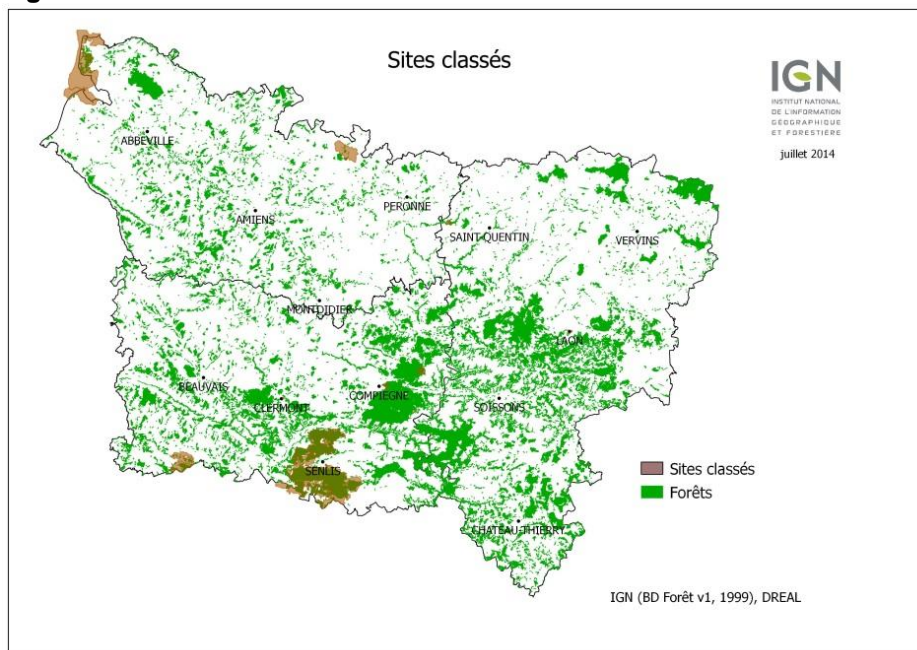 Sites classés
IGN
INSTITUT NATIONAL
DE L'INFORMATION
GÉOGRAPHIQUE
ET FORESTIÈRE
juillet 2014
ABBEVILLE
AMIENS
PERONNE
SAINT-QUENTIN
VERVINS
MONTDIDIER
LAON
BEAUVAIS
CLERMONT
COMPIEGNE
SOISSONS
SENLIS
CHATEAU-THIERRY
Sites classés
Forêts
IGN (BD Forêt v1, 1999), DREAL